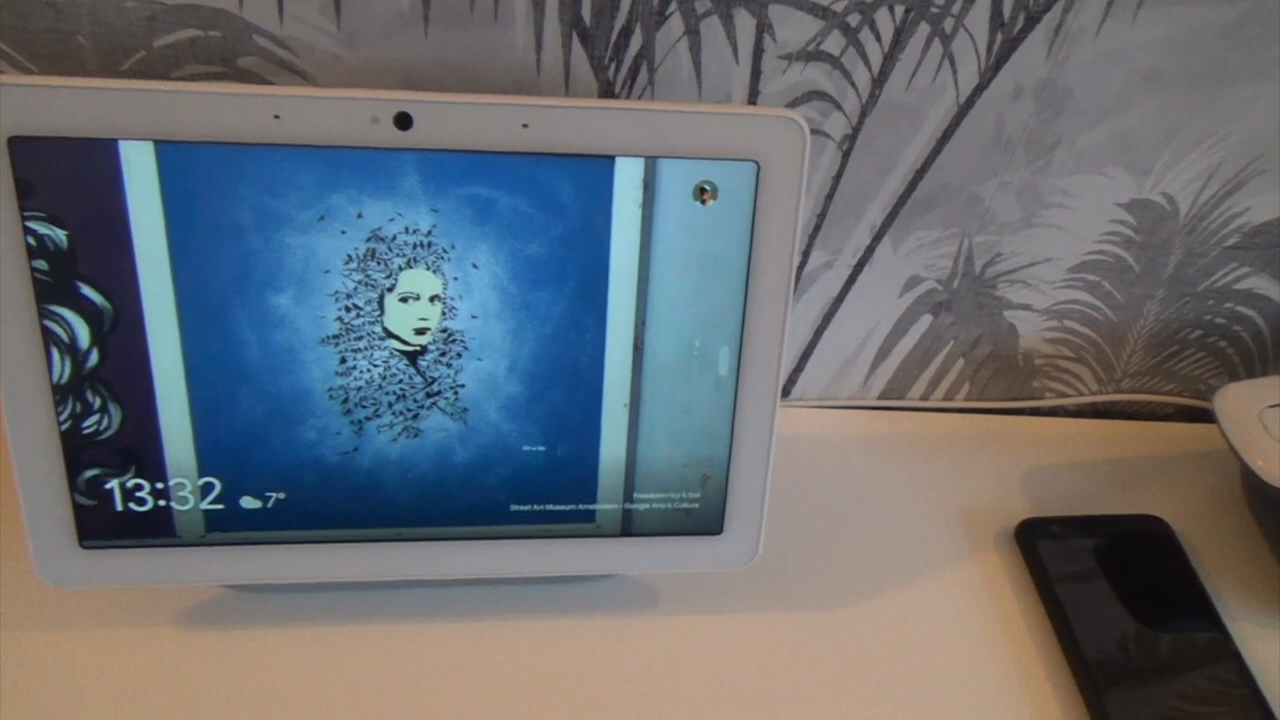 13:32 7°
Freedom • Icy & Sot
Street Art Museum Amsterdam • Google Arts & Culture